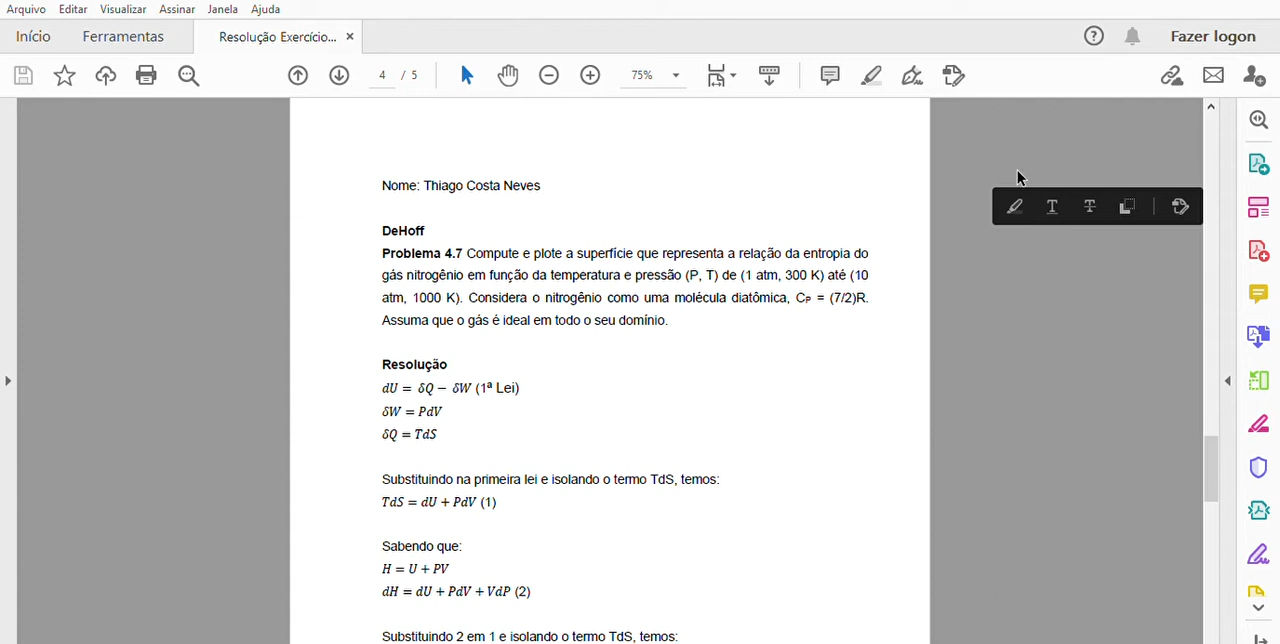 Arquivo Editar Visualizar Assinar Janela Ajuda
Início Ferramentas Resolução Exercício... × Fazer logon
4 / 5 75%
Nome: Thiago Costa Neves
DeHoff
Problema 4.7 Compute e plote a superfície que representa a relação da entropia do
gás nitrogênio em função da temperatura e pressão (P, T) de (1 atm, 300 K) até (10
atm, 1000 K). Considera o nitrogênio como uma molécula diatômica, CP = (7/2)R.
Assuma que o gás é ideal em todo o seu domínio.
Resolução
dU = δQ − δW (1ª Lei)
δW = PdV
δQ = TdS
Substituindo na primeira lei e isolando o termo TdS, temos:
TdS = dU + PdV (1)
Sabendo que:
H = U + PV
dH = dU + PdV + VdP (2)
Substituindo 2 em 1 e isolando o termo TdS, temos: